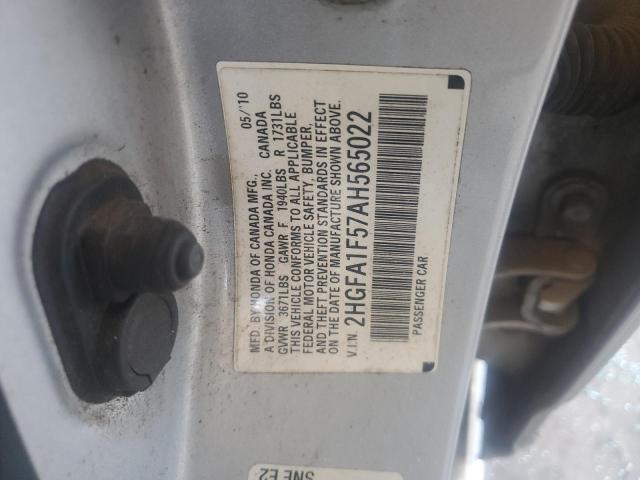 MFD. BY HONDA OF CANADA MFG., 05/'10
A DIVISION OF HONDA CANADA INC. CANADA
GVWR 3671LBS GAWR F 1940LBS R 1731LBS
THIS VEHICLE CONFORMS TO ALL APPLICABLE
FEDERAL MOTOR VEHICLE SAFETY, BUMPER,
AND THEFT PREVENTION STANDARDS IN EFFECT
ON THE DATE OF MANUFACTURE SHOWN ABOVE.
V.I.N. 2HGFA1F57AH565022
PASSENGER CAR
SNF E2